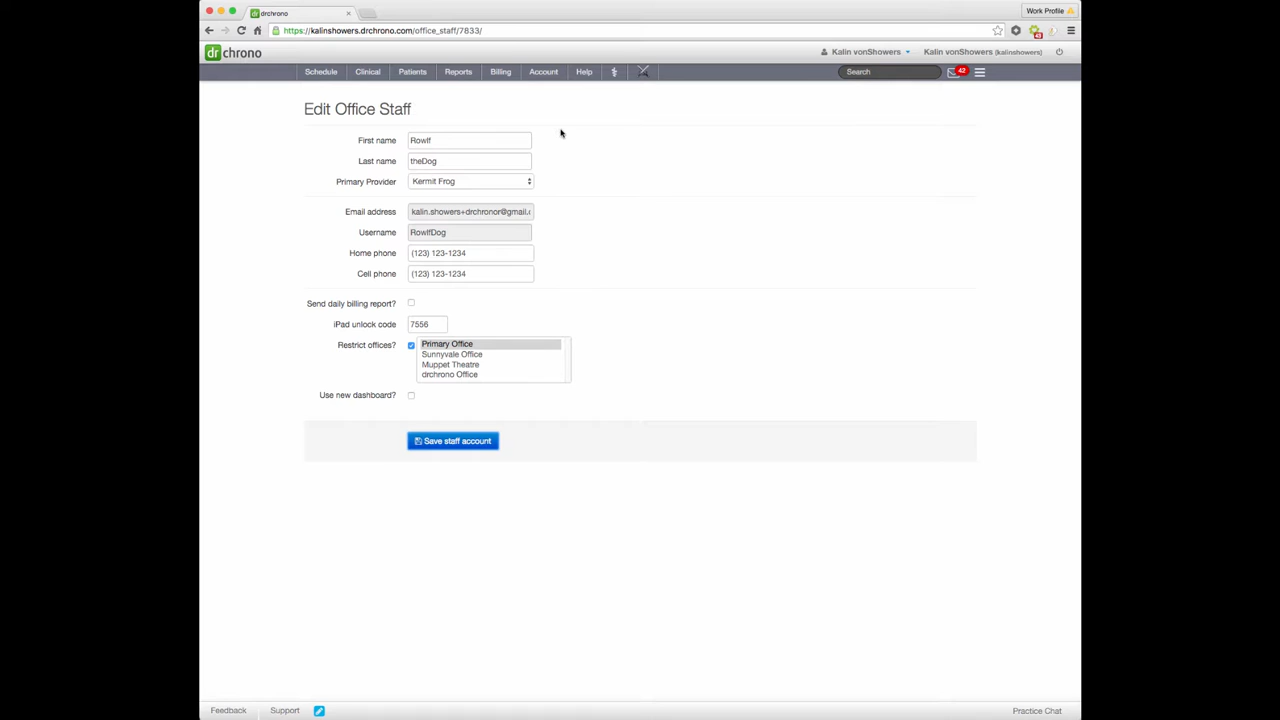 drchrono
Work Profile
https://kalinshowers.drchrono.com/office_staff/7833/
drchrono
Kalin vonShowers
Kalin vonShowers (kalinshowers)
Schedule Clinical Patients Reports Billing Account Help
Search
42
Edit Office Staff
First name Rowlf
Last name theDog
Primary Provider Kermit Frog
Email address kalin.showers+drchronor@gmail.c
Username RowlfDog
Home phone (123) 123-1234
Cell phone (123) 123-1234
Send daily billing report?
iPad unlock code 7556
Restrict offices? Primary Office
Sunnyvale Office
Muppet Theatre
drchrono Office
Use new dashboard?
Save staff account
Feedback Support
Practice Chat